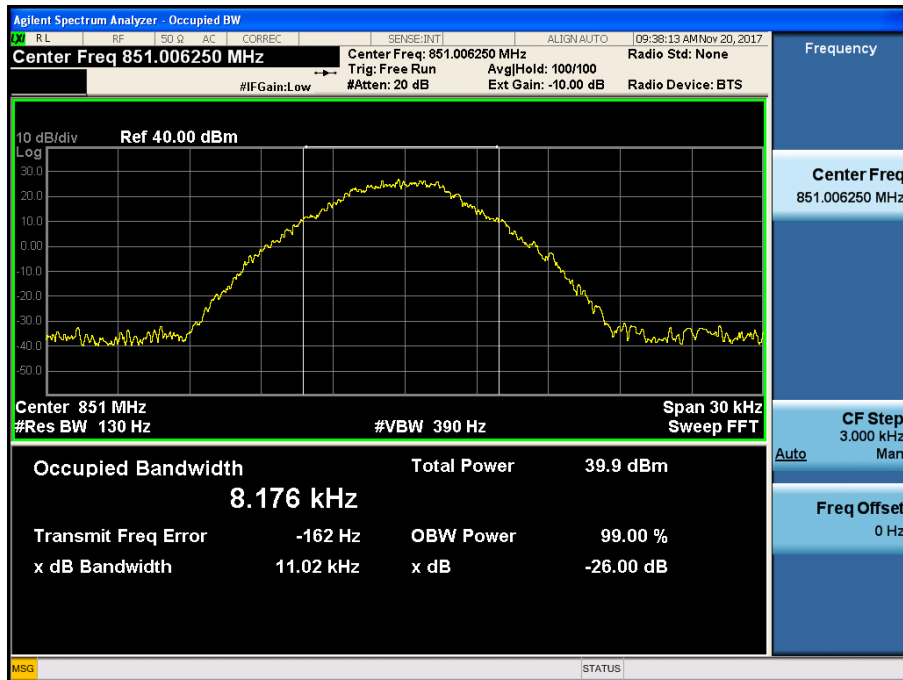 Agilent Spectrum Analyzer - Occupied BW
LXI RL RF 50 Ω AC CORREC SENSE:INT ALIGN AUTO 09:38:13 AM Nov 20, 2017
Center Freq 851.006250 MHz
Center Freq: 851.006250 MHz Radio Std: None
Trig: Free Run Avg|Hold: 100/100
#IFGain:Low #Atten: 20 dB Ext Gain: -10.00 dB Radio Device: BTS
10 dB/div Ref 40.00 dBm
Log
30.0
20.0
10.0
0.00
-10.0
-20.0
-30.0
-40.0
-50.0
Center 851 MHz Span 30 kHz
#Res BW 130 Hz #VBW 390 Hz Sweep FFT
Occupied Bandwidth Total Power 39.9 dBm
8.176 kHz
Transmit Freq Error -162 Hz OBW Power 99.00 %
x dB Bandwidth 11.02 kHz x dB -26.00 dB
Frequency
Center Freq
851.006250 MHz
CF Step
3.000 kHz
Auto Man
Freq Offset
0 Hz
MSG STATUS